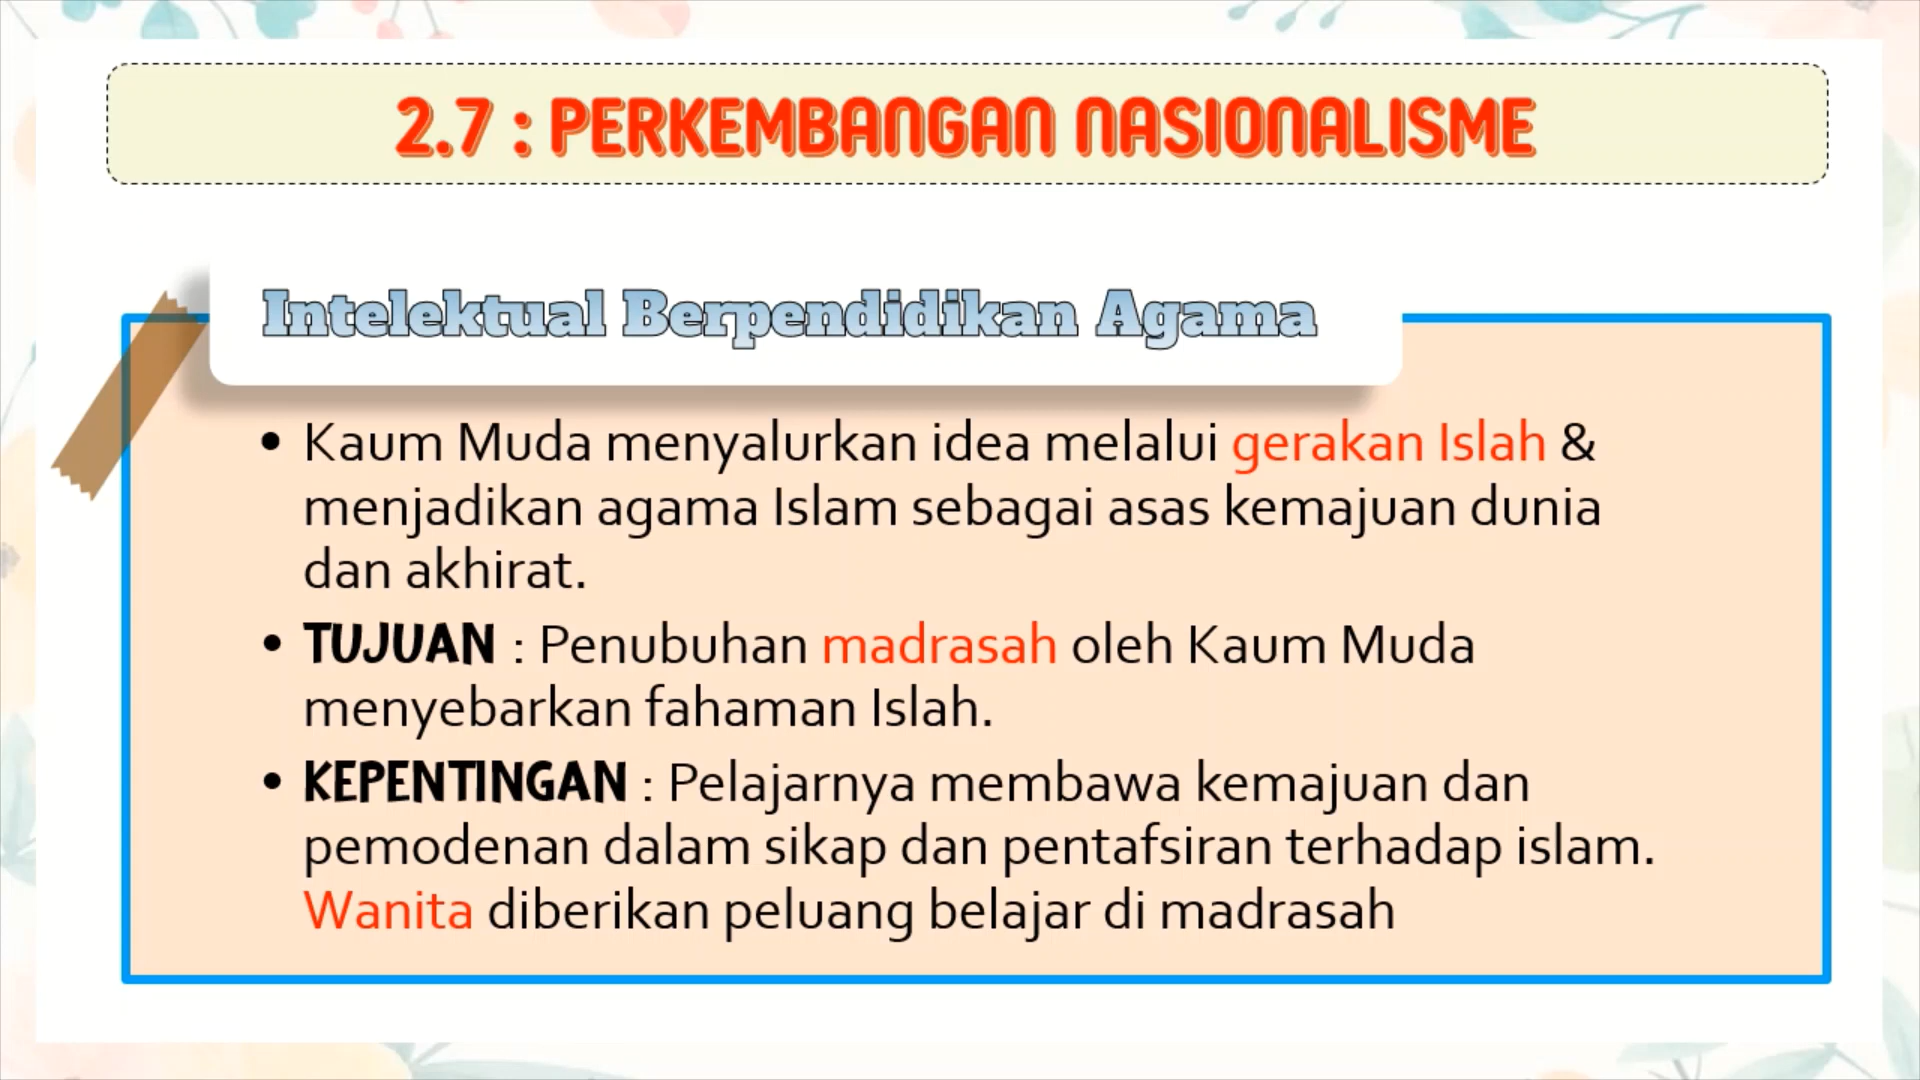 2.7 : PERKEMBANGAN NASIONALISME
Intelektual Berpendidikan Agama
• Kaum Muda menyalurkan idea melalui gerakan Islah &
menjadikan agama Islam sebagai asas kemajuan dunia
dan akhirat.
• TUJUAN : Penubuhan madrasah oleh Kaum Muda
menyebarkan fahaman Islah.
• KEPENTINGAN : Pelajarnya membawa kemajuan dan
pemodenan dalam sikap dan pentafsiran terhadap islam.
Wanita diberikan peluang belajar di madrasah